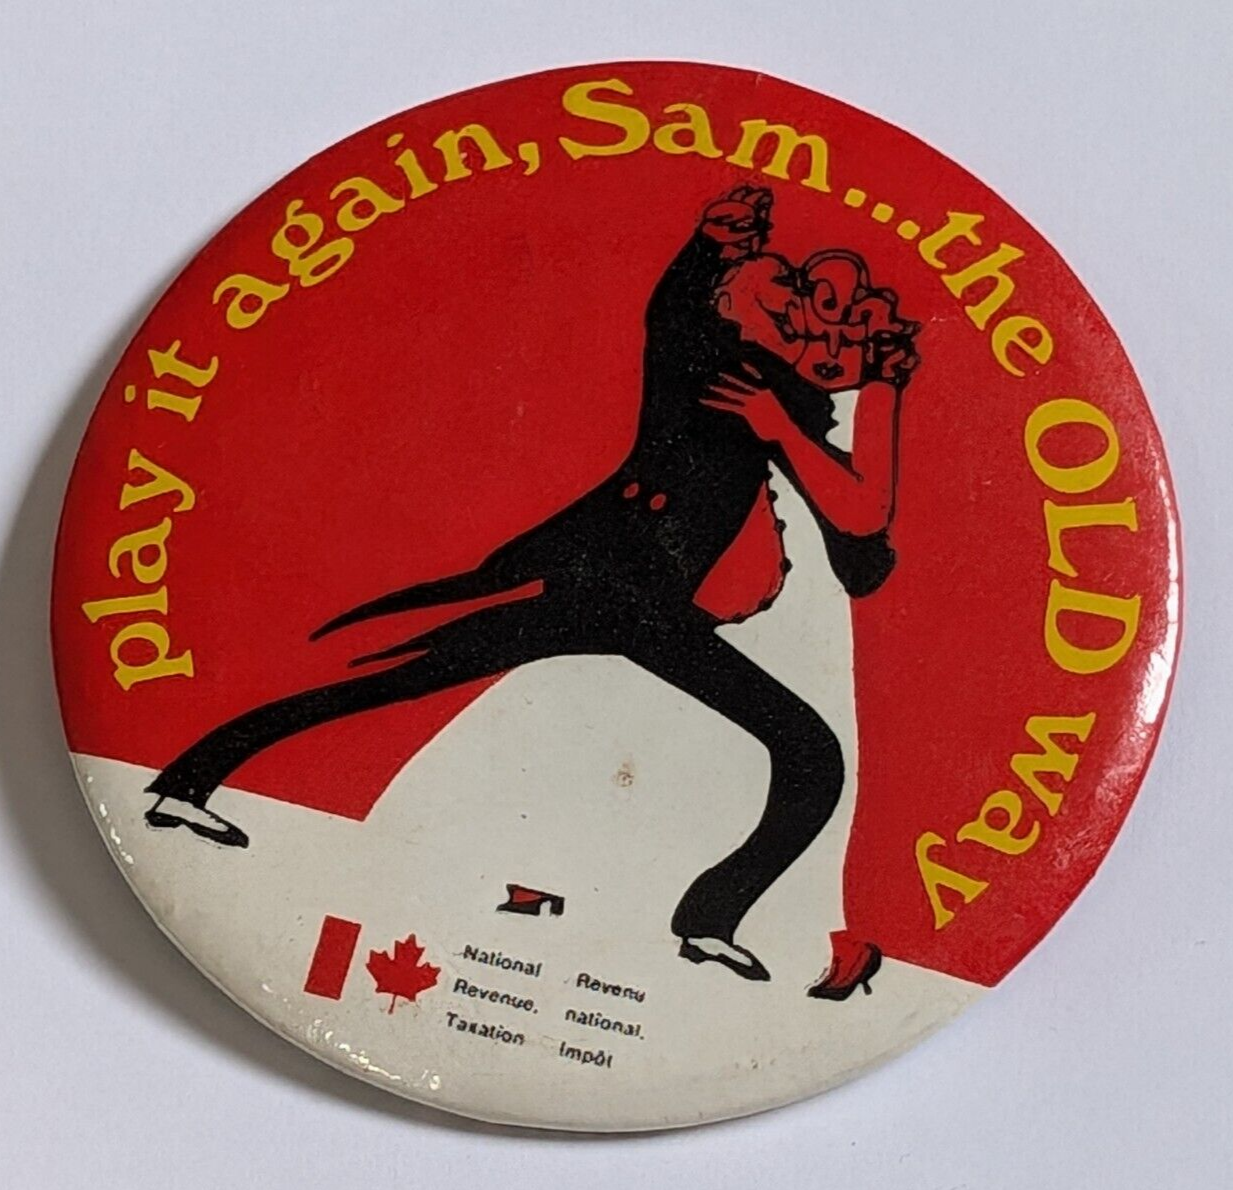 play it again, Sam...the OLD way
National Revenue, Taxation
Revenu national, Impôt